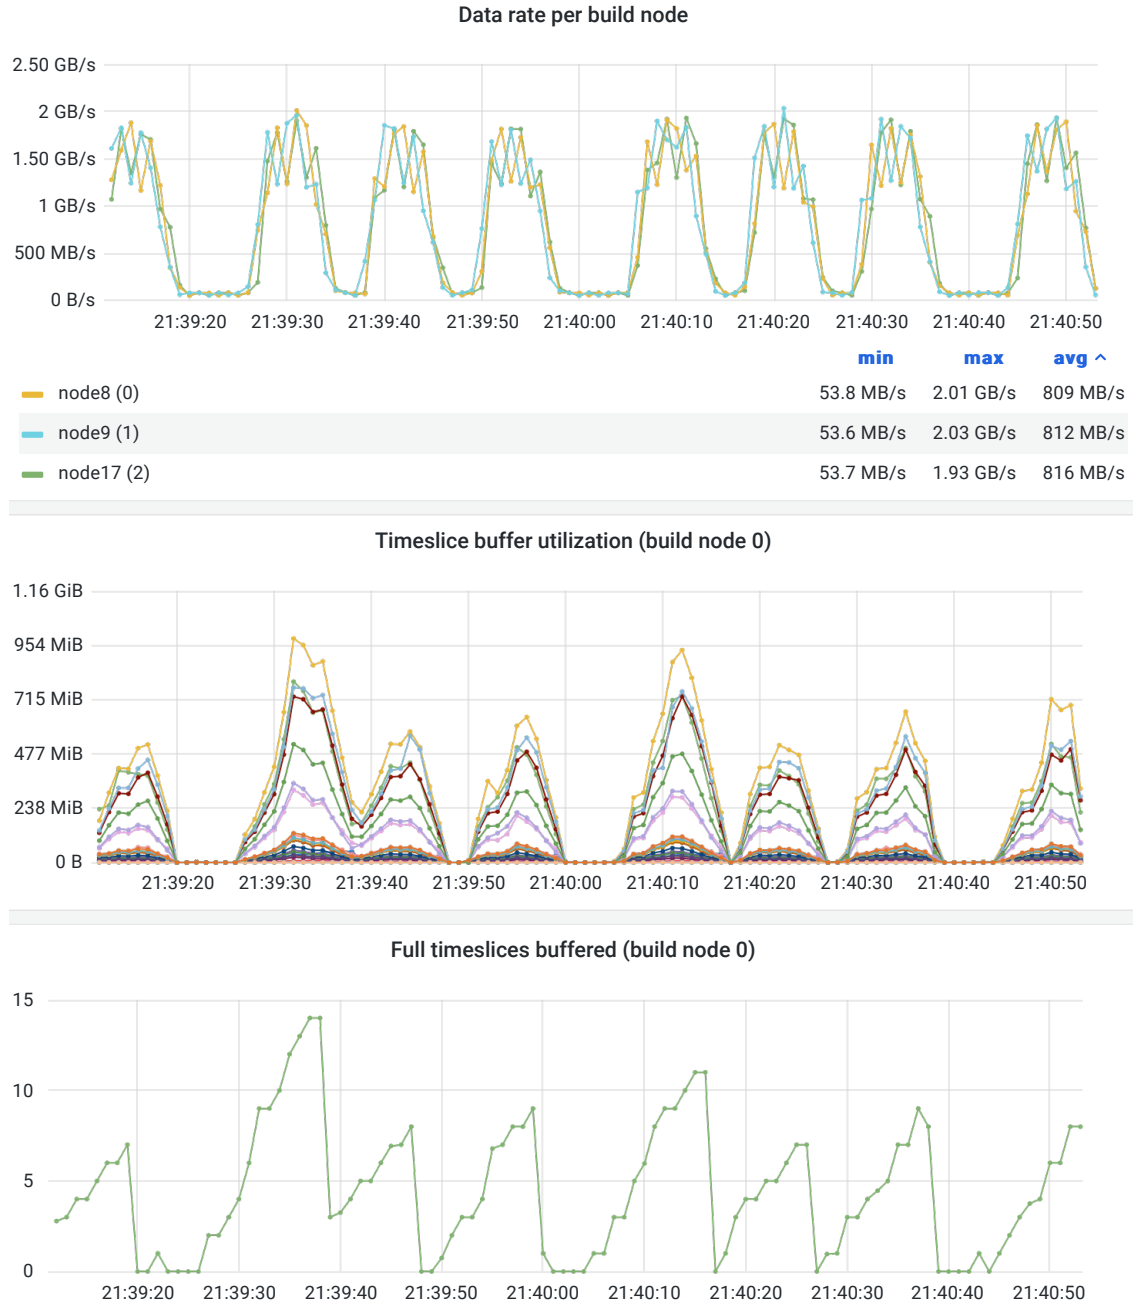 Data rate per build node
2.50 GB/s
2 GB/s
1.50 GB/s
1 GB/s
500 MB/s
0 B/s
21:39:20 21:39:30 21:39:40 21:39:50 21:40:00 21:40:10 21:40:20 21:40:30 21:40:40 21:40:50
min max avg
node8 (0) 53.8 MB/s 2.01 GB/s 809 MB/s
node9 (1) 53.6 MB/s 2.03 GB/s 812 MB/s
node17 (2) 53.7 MB/s 1.93 GB/s 816 MB/s
Timeslice buffer utilization (build node 0)
1.16 GiB
954 MiB
715 MiB
477 MiB
238 MiB
0 B
21:39:20 21:39:30 21:39:40 21:39:50 21:40:00 21:40:10 21:40:20 21:40:30 21:40:40 21:40:50
Full timeslices buffered (build node 0)
15
10
5
0
21:39:20 21:39:30 21:39:40 21:39:50 21:40:00 21:40:10 21:40:20 21:40:30 21:40:40 21:40:50